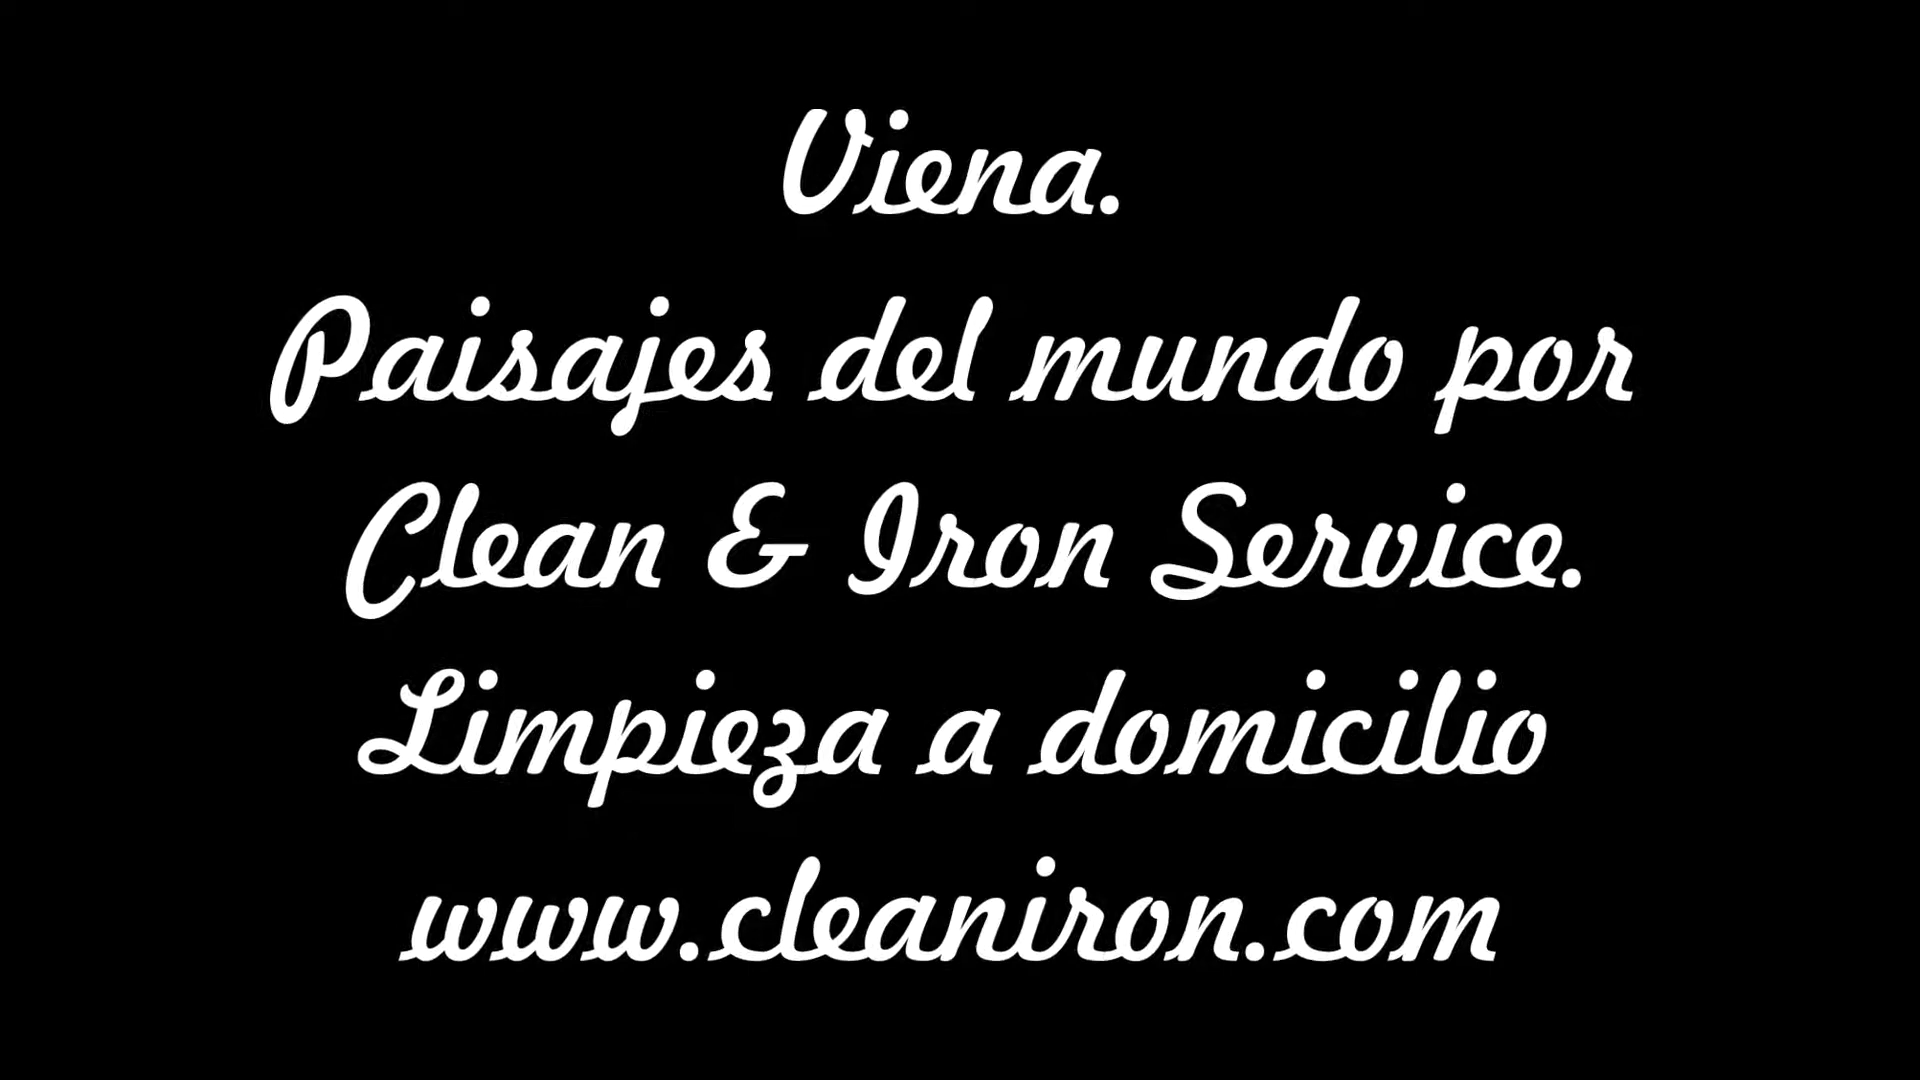 Viena.
Paisajes del mundo por
Clean & Iron Service.
Limpieza a domicilio
www.cleaniron.com